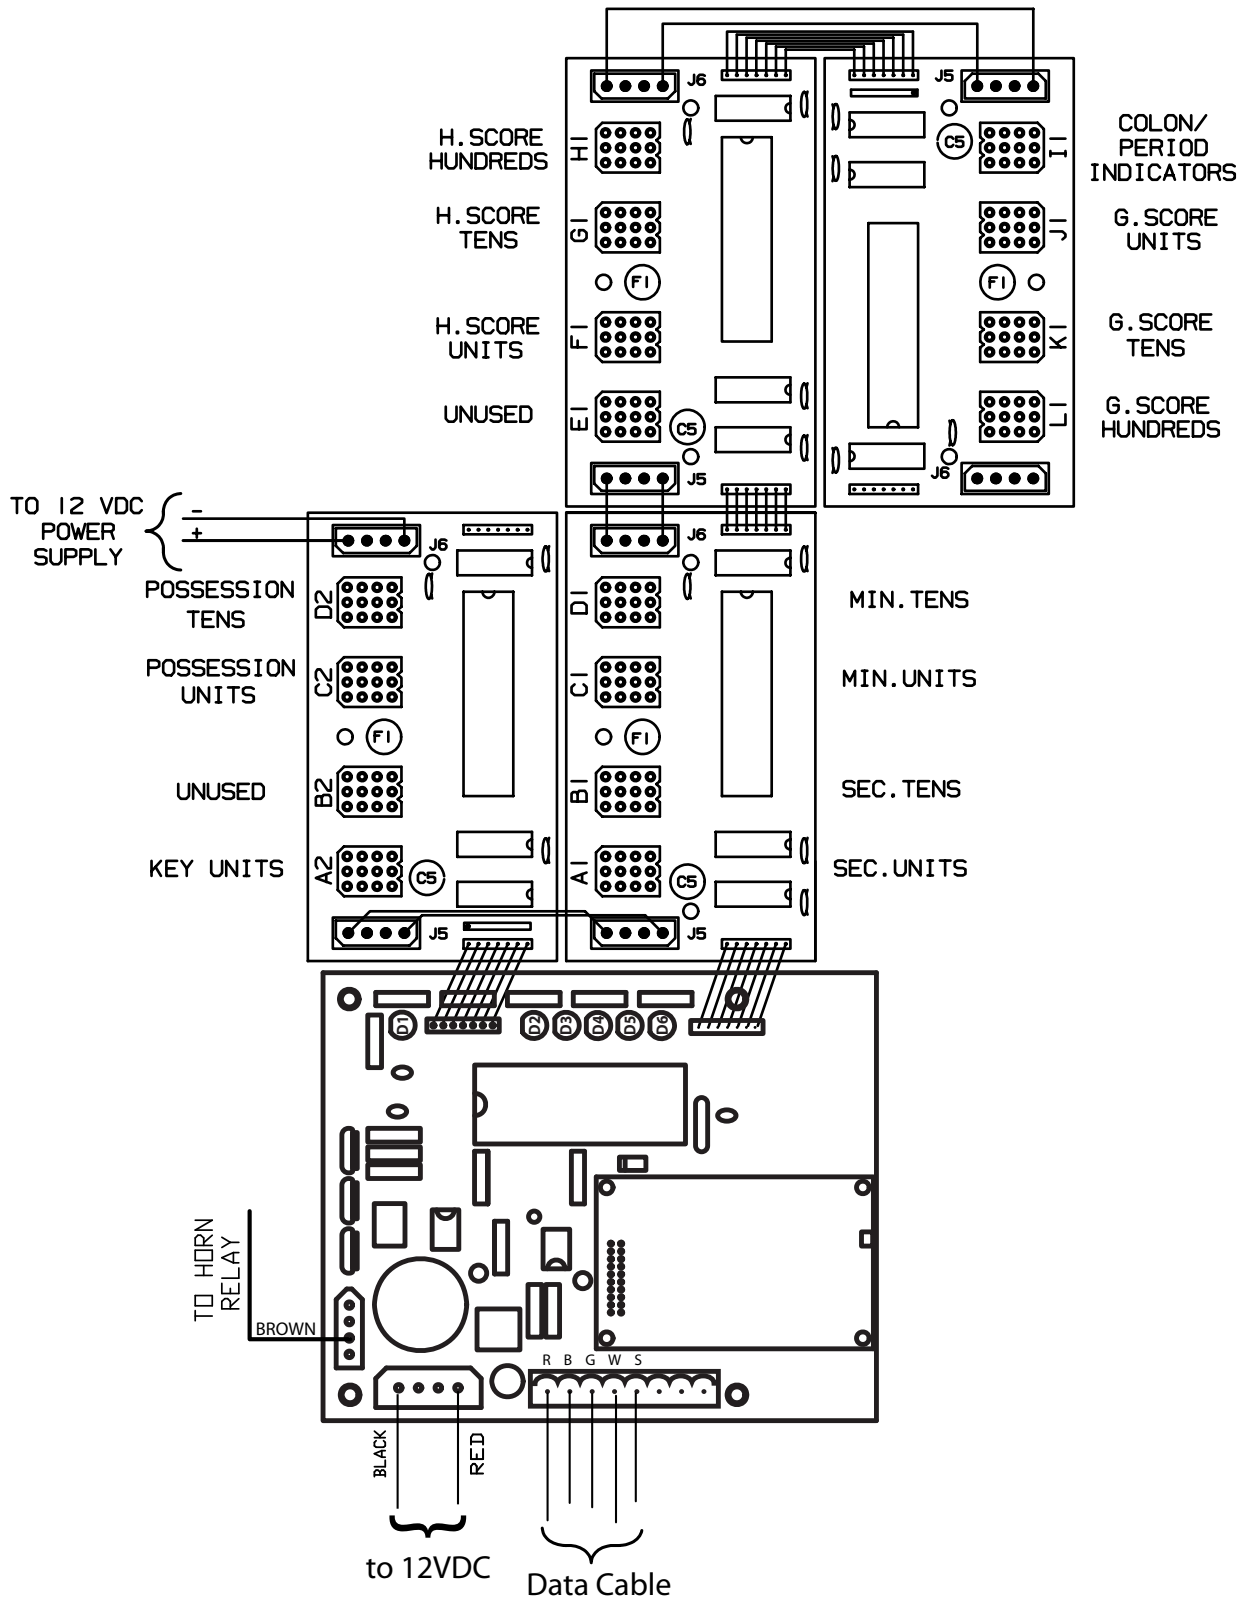 J6
J5
H.SCORE
HUNDREDS
H1
C5
I1
COLON/
PERIOD
INDICATORS
H.SCORE
TENS
G1
J1
G.SCORE
UNITS
F1
F1
H.SCORE
UNITS
F1
K1
G.SCORE
TENS
UNUSED
E1
C5
L1
G.SCORE
HUNDREDS
J5
J6
TO 12 VDC
POWER
SUPPLY
-
+
J6
J6
POSSESSION
TENS
D2
D1
MIN.TENS
POSSESSION
UNITS
C2
C1
MIN.UNITS
F1
F1
UNUSED
B2
B1
SEC.TENS
KEY UNITS
A2
C5
A1
C5
SEC.UNITS
J5
J5
D1
D2
D3
D4
D5
D6
TO HORN
RELAY
BROWN
R B G W S
BLACK
RED
to 12VDC
Data Cable